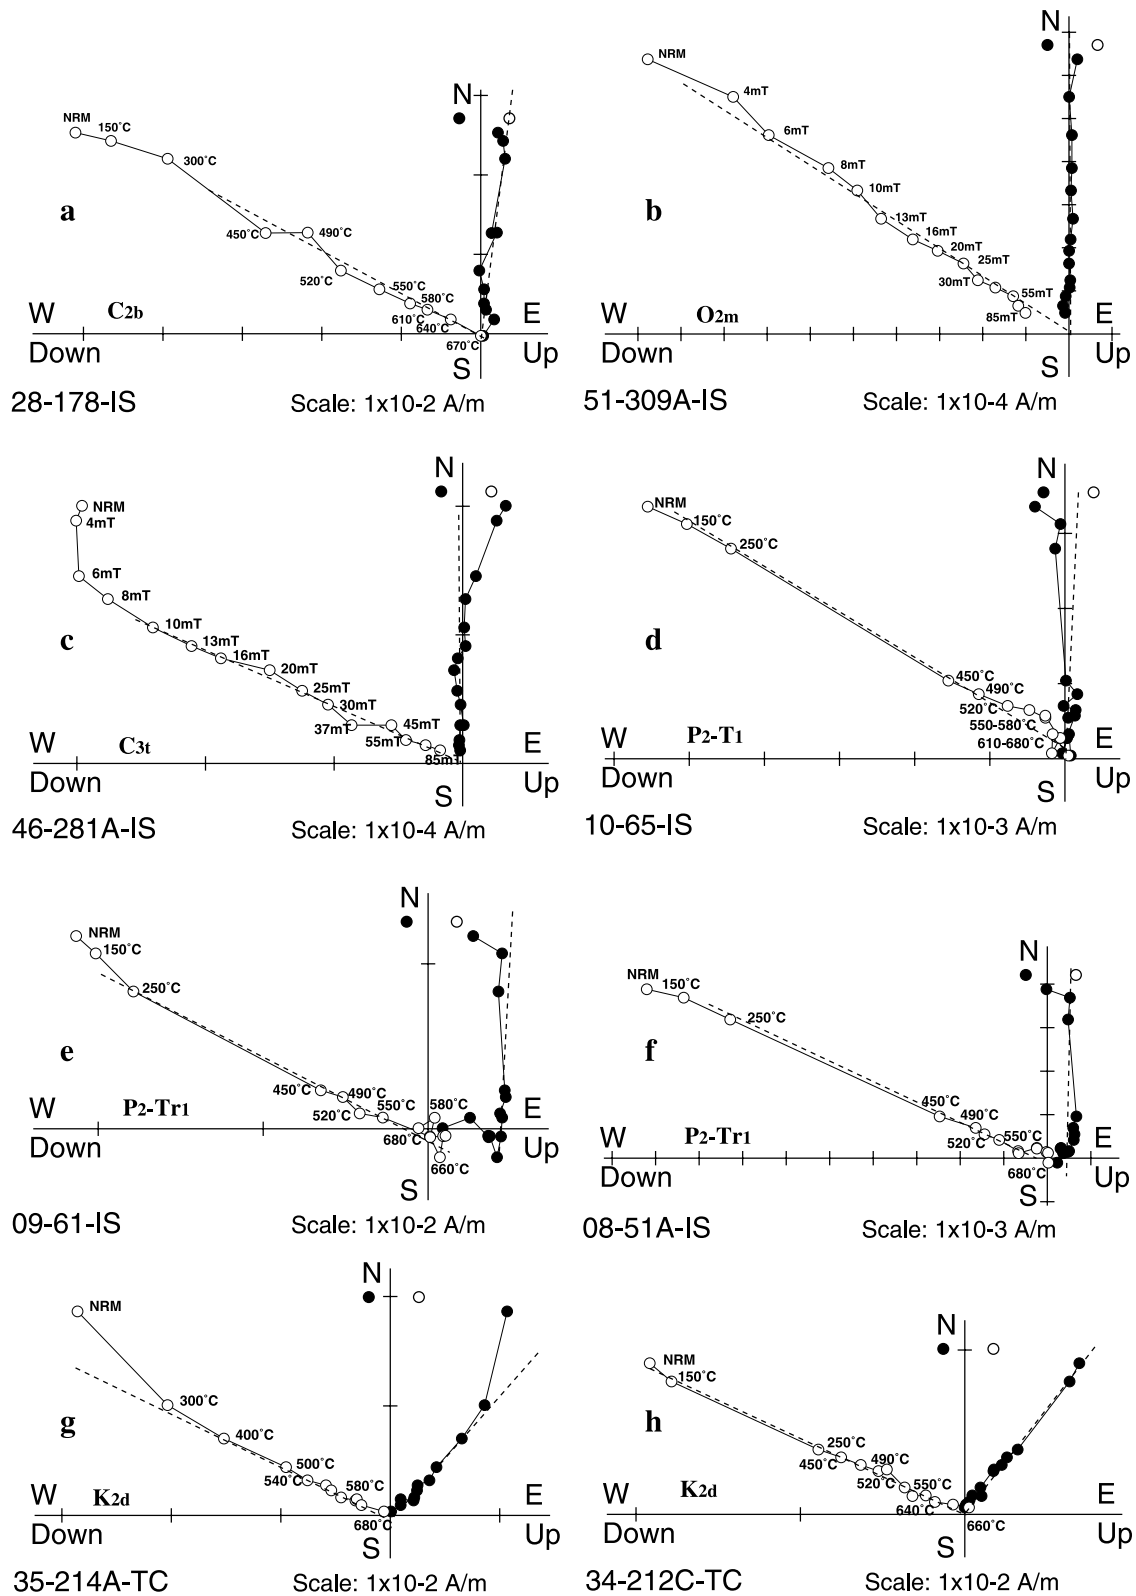 N
NRM
150˚C
300˚C
a
450˚C
490˚C
520˚C
550˚C
580˚C
610˚C
640˚C
670˚C
W
C2b
E
Down
Up
S
28-178-IS
Scale: 1x10-2 A/m
N
NRM
4mT
6mT
8mT
b
10mT
13mT
16mT
20mT
25mT
30mT
55mT
85mT
W
O2m
E
Down
Up
S
51-309A-IS
Scale: 1x10-4 A/m
N
NRM
4mT
6mT
8mT
c
10mT
13mT
16mT
20mT
25mT
30mT
37mT
45mT
55mT
85mT
W
C3t
E
Down
Up
S
46-281A-IS
Scale: 1x10-4 A/m
N
NRM
150˚C
250˚C
d
450˚C
490˚C
520˚C
550-580˚C
610-680˚C
W
P2-T1
E
Down
Up
S
10-65-IS
Scale: 1x10-3 A/m
N
NRM
150˚C
250˚C
e
450˚C
490˚C
520˚C
550˚C
580˚C
680˚C
660˚C
W
P2-Tr1
E
Down
Up
S
09-61-IS
Scale: 1x10-2 A/m
N
NRM
150˚C
250˚C
f
450˚C
490˚C
520˚C
550˚C
680˚C
W
P2-Tr1
E
Down
Up
S
08-51A-IS
Scale: 1x10-3 A/m
N
NRM
300˚C
g
400˚C
500˚C
540˚C
580˚C
680˚C
W
K2d
E
Down
Up
S
35-214A-TC
Scale: 1x10-2 A/m
N
NRM
150˚C
h
250˚C
450˚C
490˚C
520˚C
550˚C
640˚C
660˚C
W
K2d
E
Down
Up
S
34-212C-TC
Scale: 1x10-2 A/m